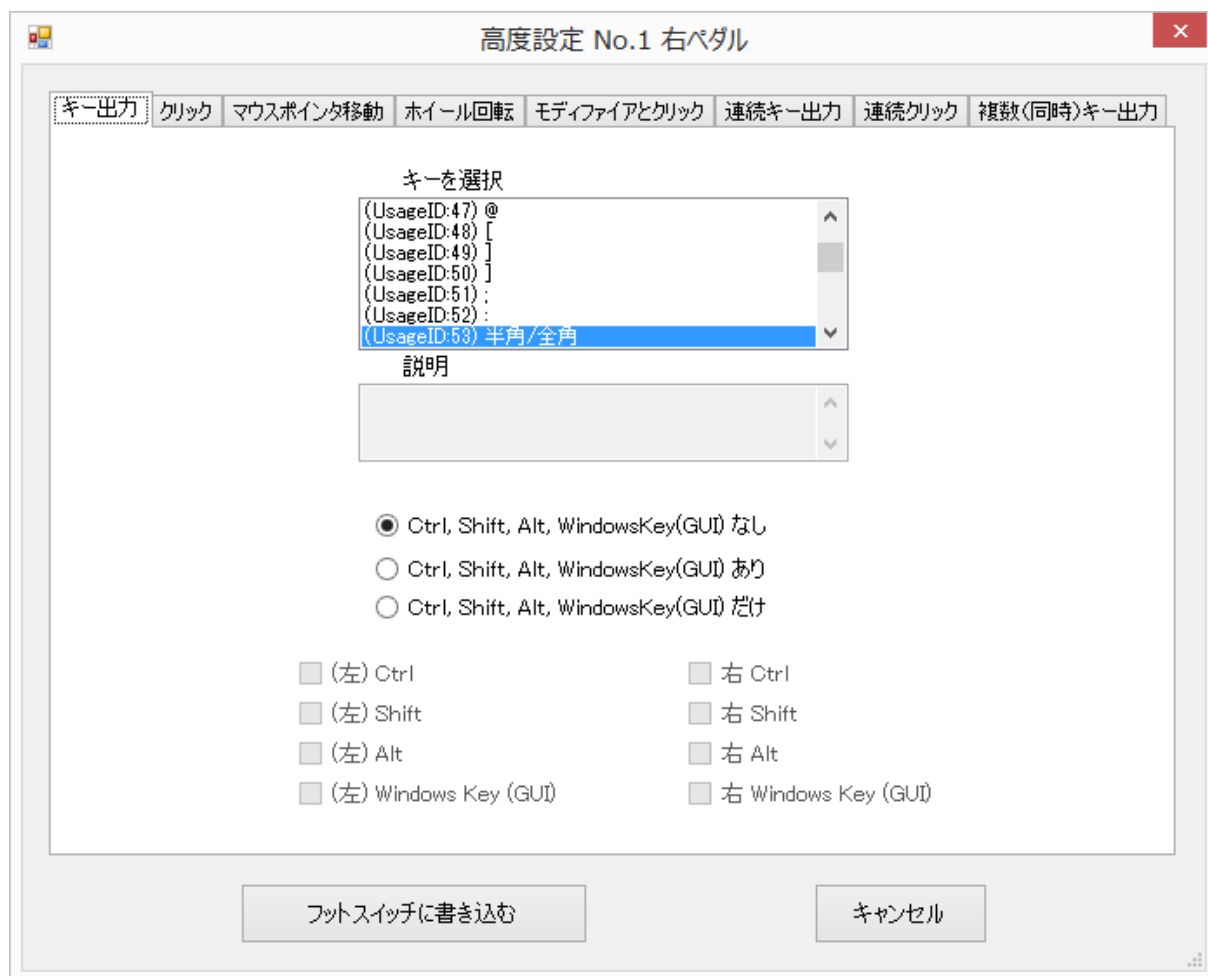 高度設定 No.1 右ペダル
キー出力 クリック マウスポインタ移動 ホイール回転 モディファイアとクリック 連続キー出力 連続クリック 複数(同時)キー出力
キーを選択
(UsageID:47) @
(UsageID:48) [
(UsageID:49) ]
(UsageID:50) ]
(UsageID:51) ;
(UsageID:52) :
(UsageID:53) 半角/全角
説明
Ctrl, Shift, Alt, WindowsKey(GUI) なし
Ctrl, Shift, Alt, WindowsKey(GUI) あり
Ctrl, Shift, Alt, WindowsKey(GUI) だけ
(左) Ctrl 右 Ctrl
(左) Shift 右 Shift
(左) Alt 右 Alt
(左) Windows Key (GUI) 右 Windows Key (GUI)
フットスイッチに書き込む キャンセル